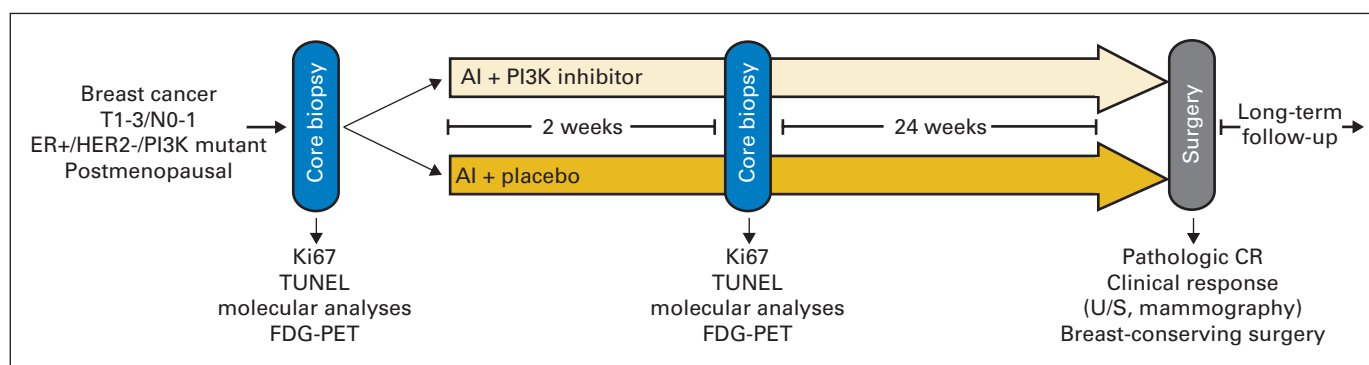 Breast cancer
T1-3/N0-1
ER+/HER2-/PI3K mutant
Postmenopausal
Core biopsy
AI + PI3K inhibitor
2 weeks
AI + placebo
Core biopsy
24 weeks
Surgery
Long-term
follow-up
Ki67
TUNEL
molecular analyses
FDG-PET
Ki67
TUNEL
molecular analyses
FDG-PET
Pathologic CR
Clinical response
(U/S, mammography)
Breast-conserving surgery